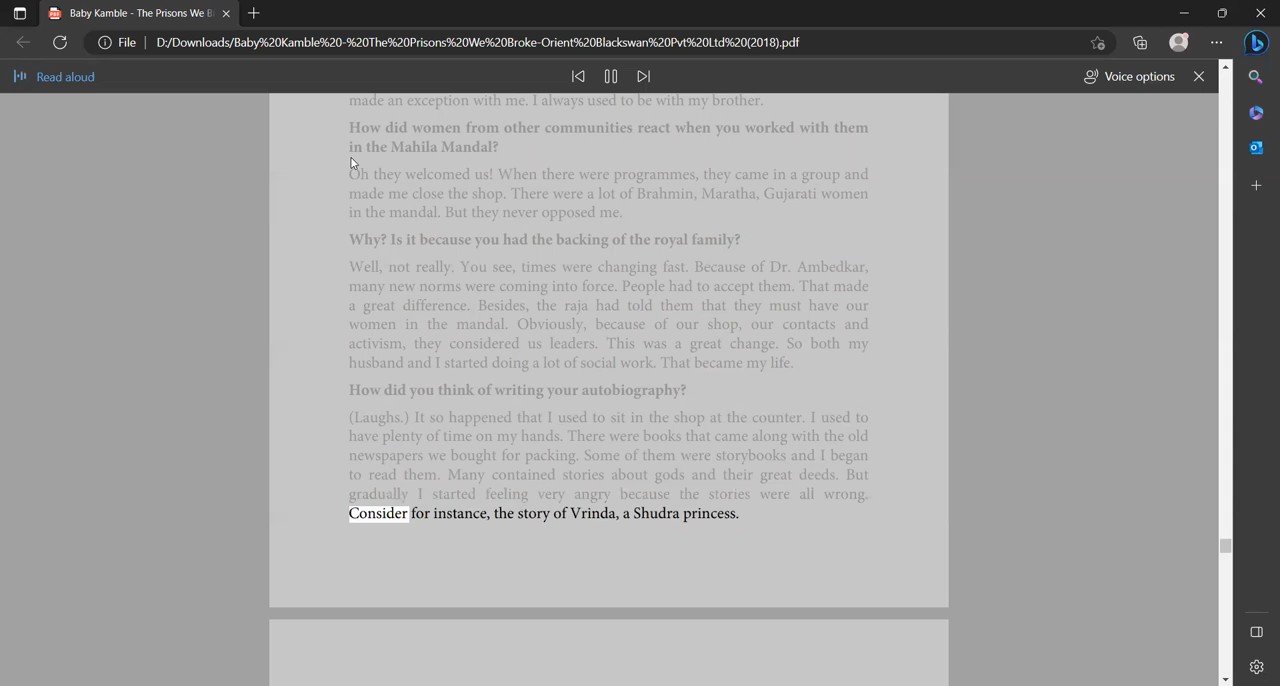 Baby Kamble - The Prisons We B
File
D:/Downloads/Baby%20Kamble%20-%20The%20Prisons%20We%20Broke-Orient%20Blackswan%20Pvt%20Ltd%20(2018).pdf
Read aloud
Voice options
made an exception with me. I always used to be with my brother.
How did women from other communities react when you worked with them
in the Mahila Mandal?
Oh they welcomed us! When there were programmes, they came in a group and
made me close the shop. There were a lot of Brahmin, Maratha, Gujarati women
in the mandal. But they never opposed me.
Why? Is it because you had the backing of the royal family?
Well, not really. You see, times were changing fast. Because of Dr. Ambedkar,
many new norms were coming into force. People had to accept them. That made
a great difference. Besides, the raja had told them that they must have our
women in the mandal. Obviously, because of our shop, our contacts and
activism, they considered us leaders. This was a great change. So both my
husband and I started doing a lot of social work. That became my life.
How did you think of writing your autobiography?
(Laughs.) It so happened that I used to sit in the shop at the counter. I used to
have plenty of time on my hands. There were books that came along with the old
newspapers we bought for packing. Some of them were storybooks and I began
to read them. Many contained stories about gods and their great deeds. But
gradually I started feeling very angry because the stories were all wrong.
Consider for instance, the story of Vrinda, a Shudra princess.